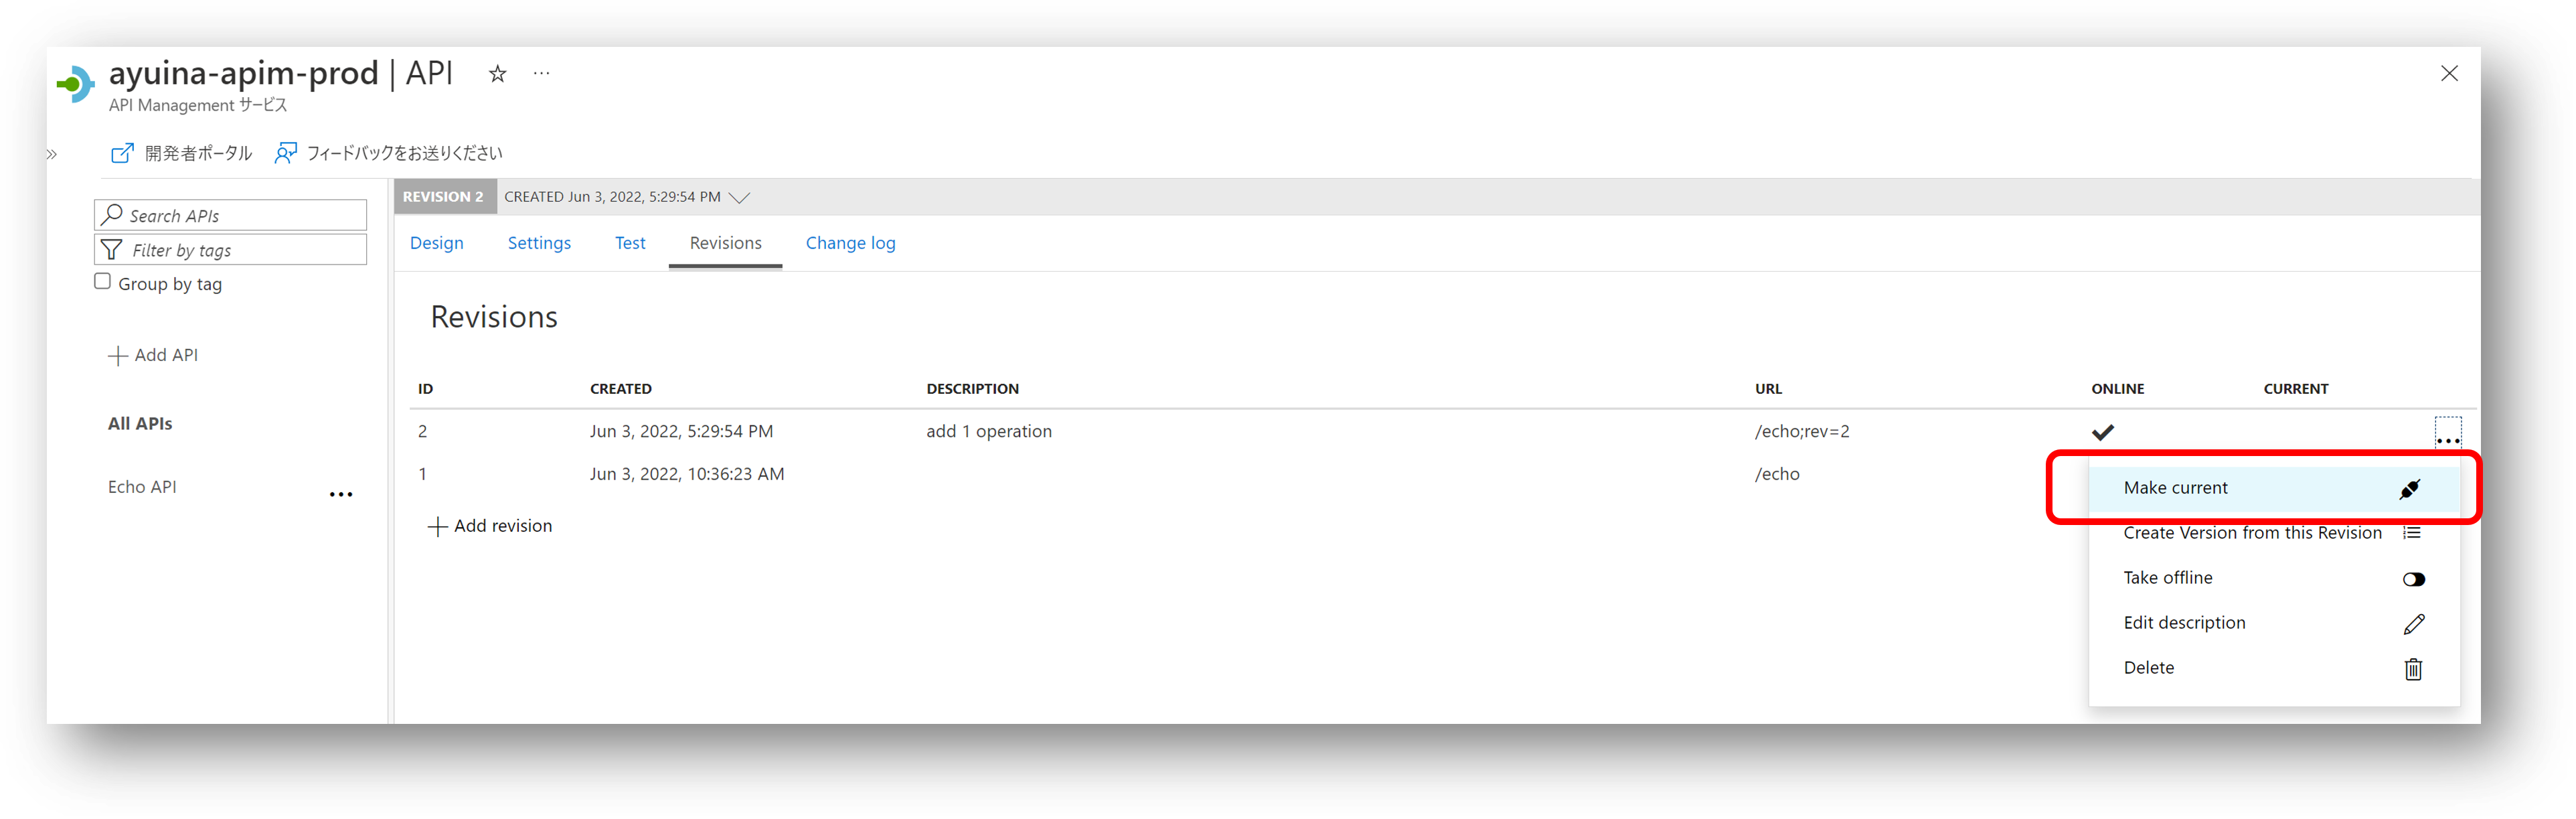 ayuina-apim-prod | API
API Management サービス
開発者ポータル フィードバックをお送りください
Search APIs
Filter by tags
Group by tag
Add API
All APIs
Echo API
REVISION 2 CREATED Jun 3, 2022, 5:29:54 PM
Design Settings Test Revisions Change log
Revisions
ID CREATED DESCRIPTION URL ONLINE CURRENT
2 Jun 3, 2022, 5:29:54 PM add 1 operation /echo;rev=2
1 Jun 3, 2022, 10:36:23 AM /echo
Add revision
Make current
Create Version from this Revision
Take offline
Edit description
Delete